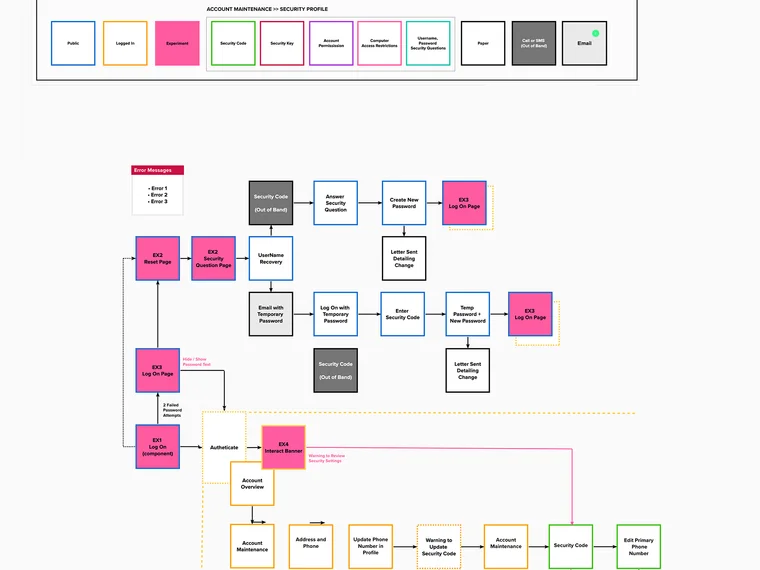 ACCOUNT MAINTENANCE >> SECURITY PROFILE
Public
Logged In
Experiment
Security Code
Security Key
Account
Permission
Computer
Access Restrictions
Username,
Password
Security Questions
Paper
Call or SMS
(Out of Band)
Email
Error Messages
• Error 1
• Error 2
• Error 3
Security Code
(Out of Band)
Answer
Security
Question
Create New
Password
EX3
Log On Page
EX2
Reset Page
EX2
Security
Question Page
UserName
Recovery
Letter Sent
Detailing
Change
Email with
Temporary
Password
Log On with
Temporary
Password
Enter
Security Code
Temp
Password +
New Password
EX3
Log On Page
Security Code
(Out of Band)
Letter Sent
Detailing
Change
EX3
Log On Page
Hide / Show
Password Text
2 Failed
Password
Attempts
EX1
Log On
(component)
Autheticate
EX4
Interact Banner
Warning to Review
Security Settings
Account
Overview
Account
Maintenance
Address and
Phone
Update Phone
Number in
Profile
Warning to
Update
Security Code
Account
Maintenance
Security Code
Edit Primary
Phone
Number